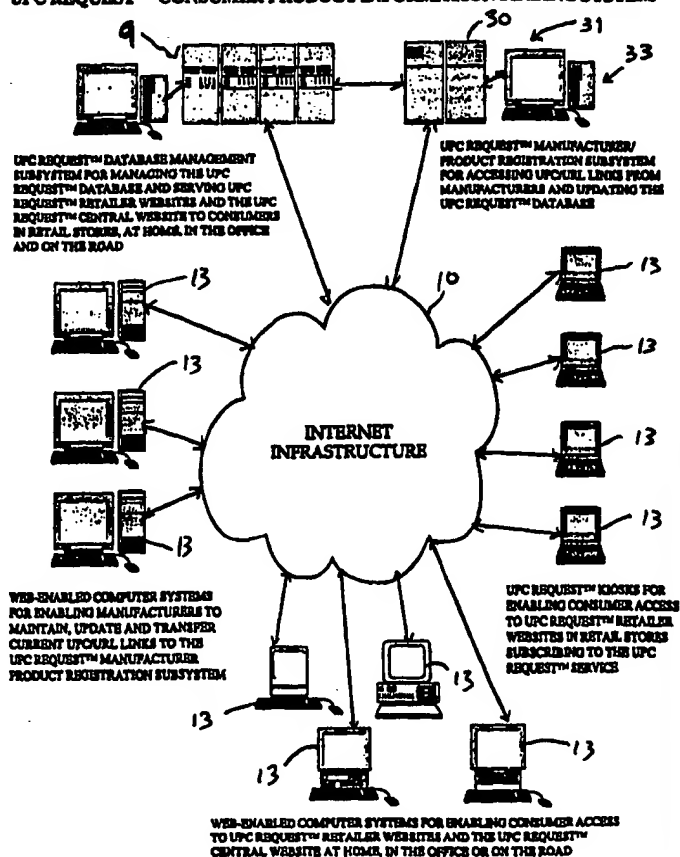 9
30
31
33
UPC REQUEST™ DATABASE MANAGEMENT
SUBSYSTEM FOR MANAGING THE UPC
REQUEST™ DATABASE AND SERVING UPC
REQUEST™ RETAILER WEBSITES AND THE UPC
REQUEST™ CENTRAL WEBSITE TO CONSUMERS
IN RETAIL STORES, AT HOME, IN THE OFFICE
AND ON THE ROAD
UPC REQUEST™ MANUFACTURER/
PRODUCT REGISTRATION SUBSYSTEM
FOR ACCESSING UPC/URL LINKS FROM
MANUFACTURERS AND UPDATING THE
UPC REQUEST™ DATABASE
13
13
13
10
INTERNET
INFRASTRUCTURE
13
13
13
13
WEB-ENABLED COMPUTER SYSTEMS
FOR ENABLING MANUFACTURERS TO
MAINTAIN, UPDATE AND TRANSFER
CURRENT UPC/URL LINKS TO THE
UPC REQUEST™ MANUFACTURER
PRODUCT REGISTRATION SUBSYSTEM
UPC REQUEST™ KIOSKS FOR
ENABLING CONSUMER ACCESS
TO UPC REQUEST™ RETAILER
WEBSITES IN RETAIL STORES
SUBSCRIBING TO THE UPC
REQUEST™ SERVICE
13
13
13
13
WEB-ENABLED COMPUTER SYSTEMS FOR ENABLING CONSUMER ACCESS
TO UPC REQUEST™ RETAILER WEBSITES AND THE UPC REQUEST™
CENTRAL WEBSITE AT HOME, IN THE OFFICE OR ON THE ROAD